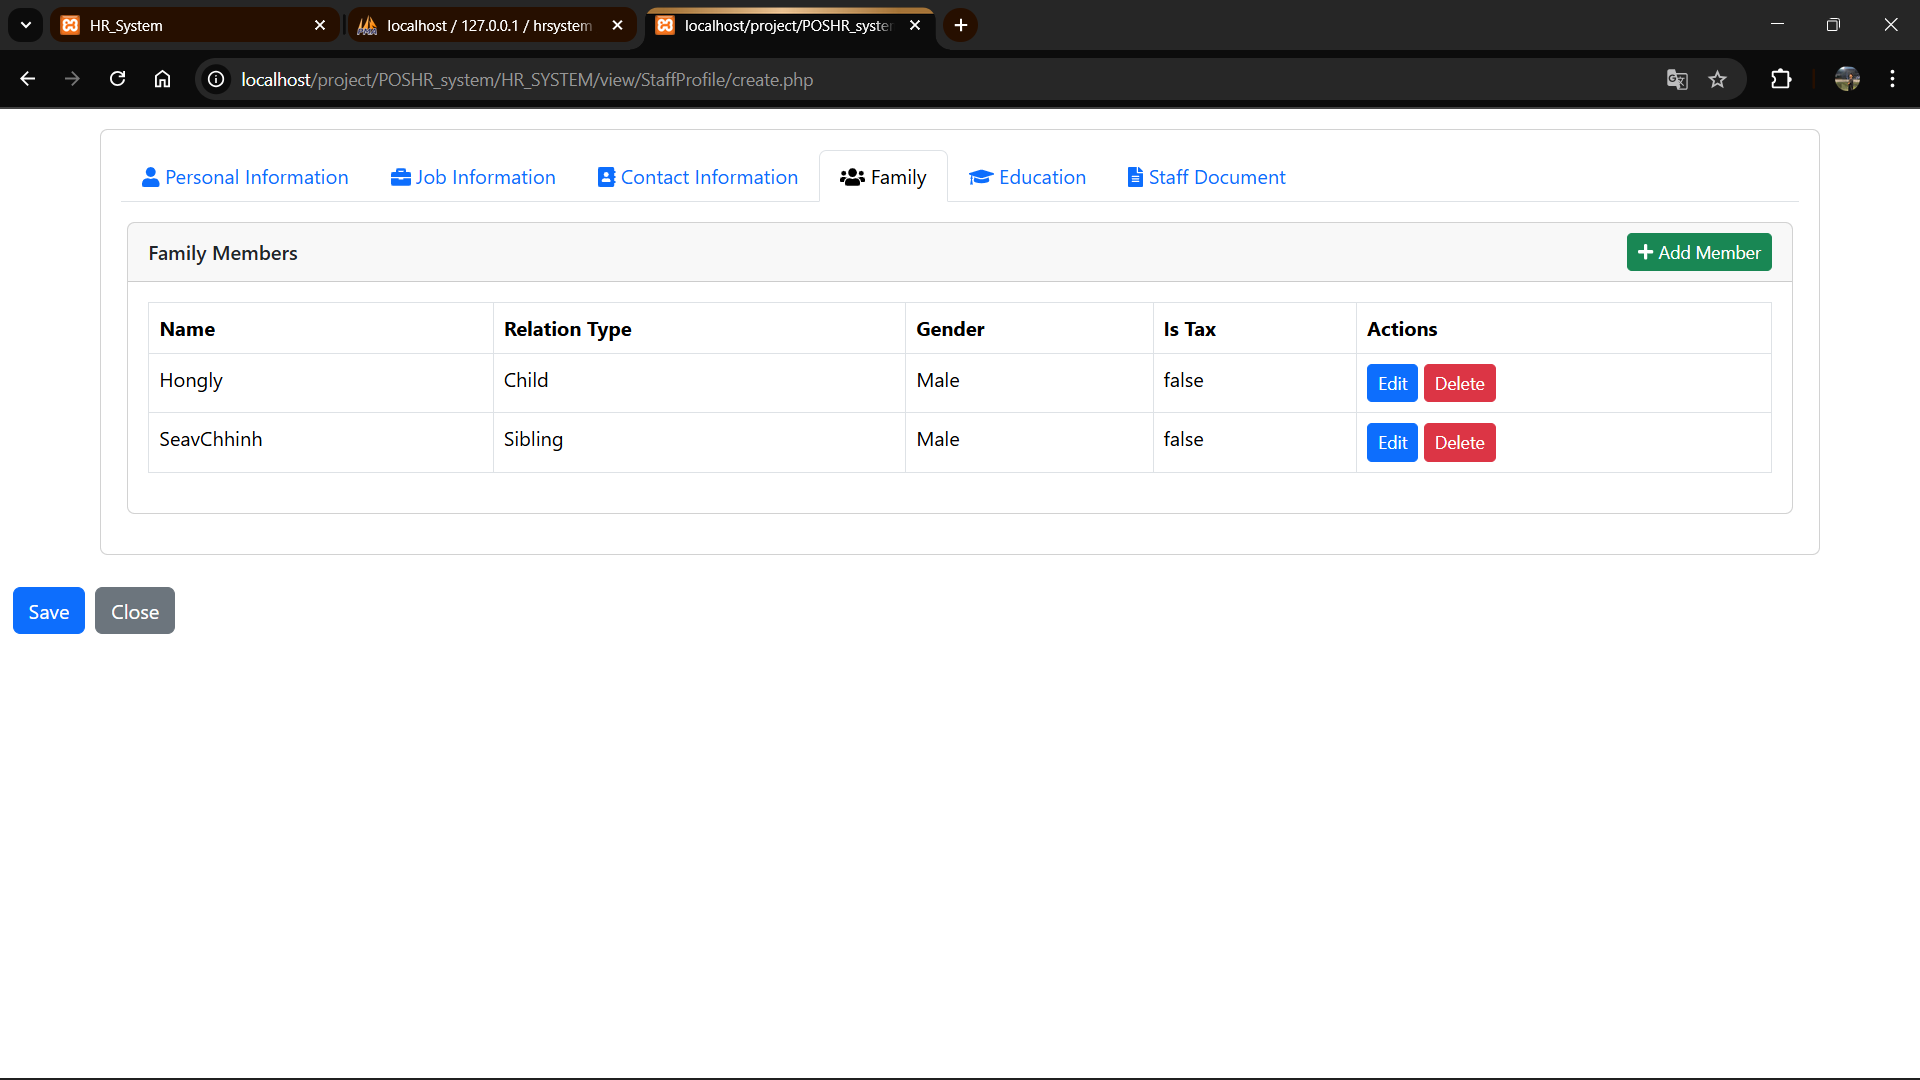 HR_System
localhost / 127.0.0.1 / hrsystem
localhost/project/POSHR_syste
localhost/project/POSHR_system/HR_SYSTEM/view/StaffProfile/create.php
Personal Information
Job Information
Contact Information
Family
Education
Staff Document
Family Members
Add Member
Name Relation Type Gender Is Tax Actions
Hongly Child Male false Edit Delete
SeavChhinh Sibling Male false Edit Delete
Save Close